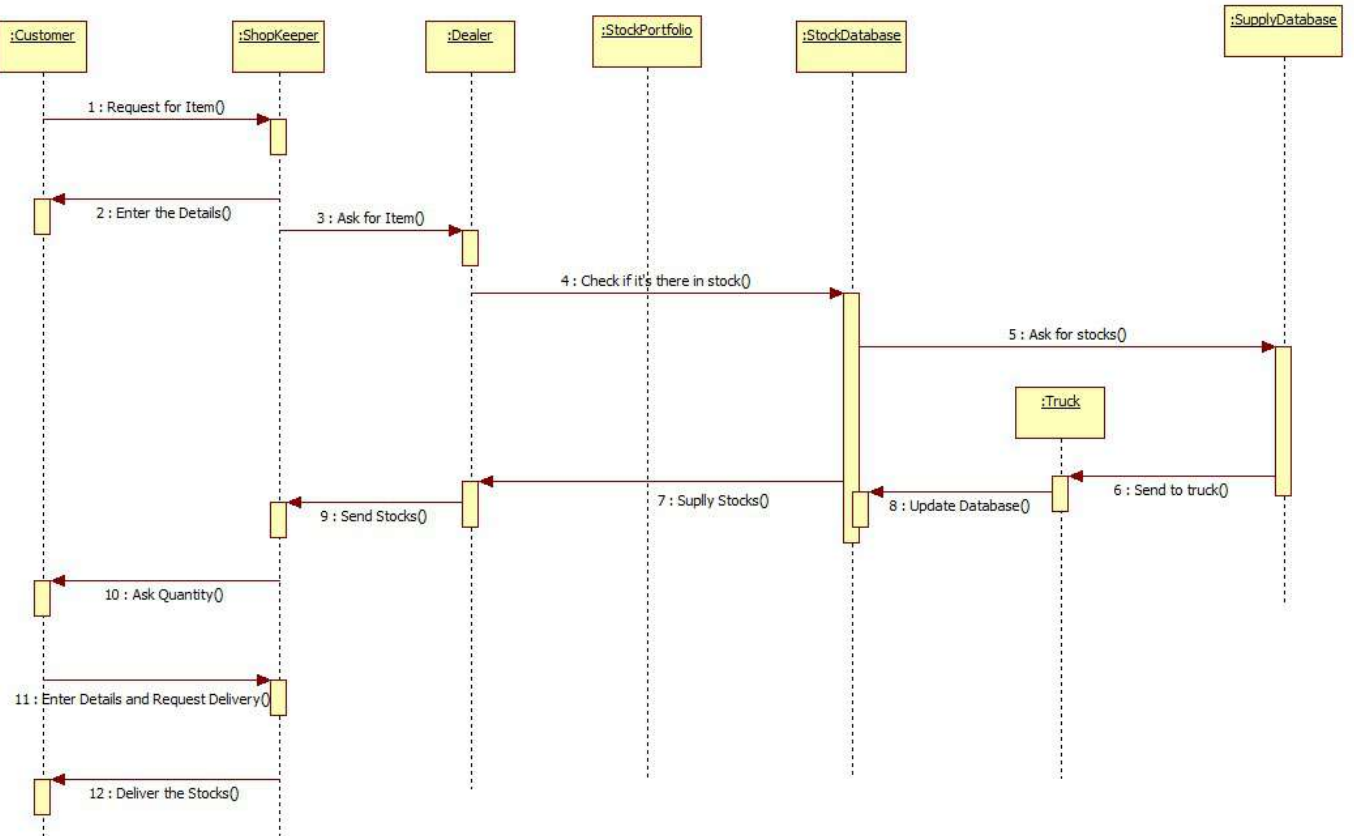 :Customer
:ShopKeeper
:Dealer
:StockPortfolio
:StockDatabase
:SupplyDatabase
1 : Request for Item()
2 : Enter the Details()
3 : Ask for Item()
4 : Check if it's there in stock()
5 : Ask for stocks()
:Truck
6 : Send to truck()
7 : Suplly Stocks()
8 : Update Database()
9 : Send Stocks()
10 : Ask Quantity()
11 : Enter Details and Request Delivery()
12 : Deliver the Stocks()